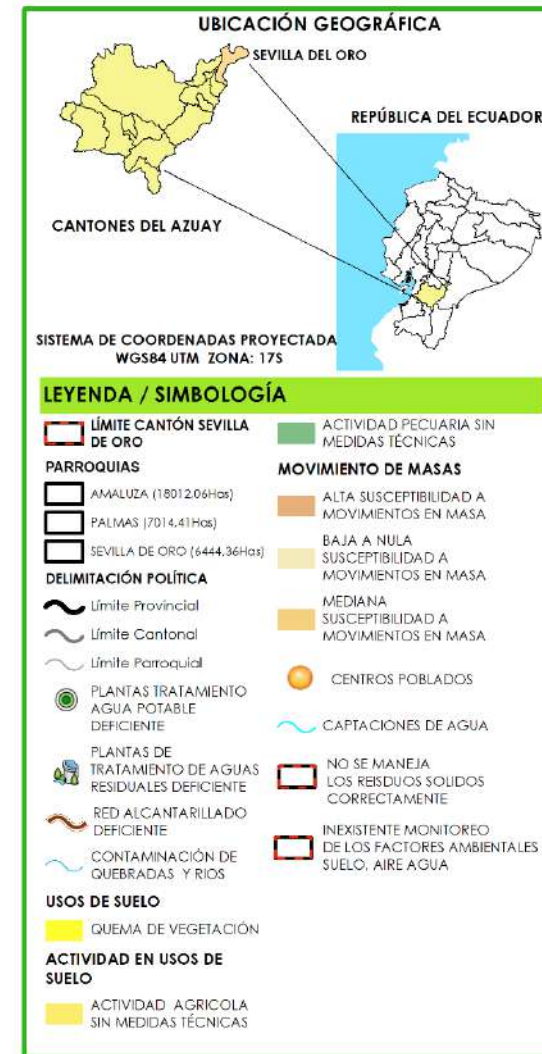 UBICACIÓN GEOGRÁFICA
SEVILLA DEL ORO
REPÚBLICA DEL ECUADOR
CANTONES DEL AZUAY
SISTEMA DE COORDENADAS PROYECTADA
WGS84 UTM ZONA: 17S
LEYENDA / SIMBOLOGÍA
LÍMITE CANTÓN SEVILLA
DE ORO
PARROQUIAS
AMALUZA (18012,06Has)
PALMAS (7014,41Has)
SEVILLA DE ORO (6444,36Has)
DELIMITACIÓN POLÍTICA
Límite Provincial
Límite Cantonal
Límite Parroquial
PLANTAS TRATAMIENTO
AGUA POTABLE
DEFICIENTE
PLANTAS DE
TRATAMIENTO DE AGUAS
RESIDUALES DEFICIENTE
RED ALCANTARILLADO
DEFICIENTE
CONTAMINACIÓN DE
QUEBRADAS Y RIOS
USOS DE SUELO
QUEMA DE VEGETACIÓN
ACTIVIDAD EN USOS DE
SUELO
ACTIVIDAD AGRICOLA
SIN MEDIDAS TÉCNICAS
ACTIVIDAD PECUARIA SIN
MEDIDAS TÉCNICAS
MOVIMIENTO DE MASAS
ALTA SUSCEPTIBILIDAD A
MOVIMIENTOS EN MASA
BAJA A NULA
SUSCEPTIBILIDAD A
MOVIMIENTOS EN MASA
MEDIANA
SUSCEPTIBILIDAD A
MOVIMIENTOS EN MASA
CENTROS POBLADOS
CAPTACIONES DE AGUA
NO SE MANEJA
LOS REISDUOS SOLIDOS
CORRECTAMENTE
INEXISTENTE MONITOREO
DE LOS FACTORES AMBIENTALES
SUELO, AIRE AGUA